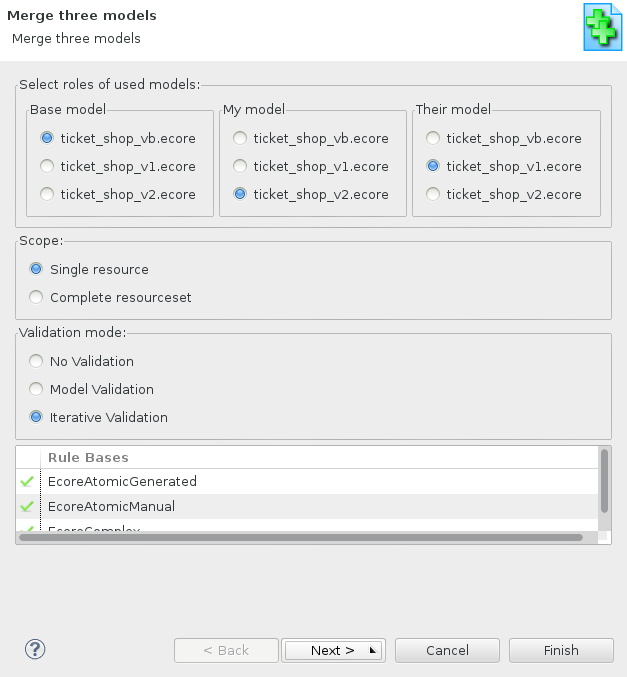 Merge three models
Merge three models
Select roles of used models:
Base model
ticket_shop_vb.ecore
ticket_shop_v1.ecore
ticket_shop_v2.ecore
My model
ticket_shop_vb.ecore
ticket_shop_v1.ecore
ticket_shop_v2.ecore
Their model
ticket_shop_vb.ecore
ticket_shop_v1.ecore
ticket_shop_v2.ecore
Scope:
Single resource
Complete resourceset
Validation mode:
No Validation
Model Validation
Iterative Validation
Rule Bases
EcoreAtomicGenerated
EcoreAtomicManual
EcoreComplex
?
< Back
Next >
Cancel
Finish